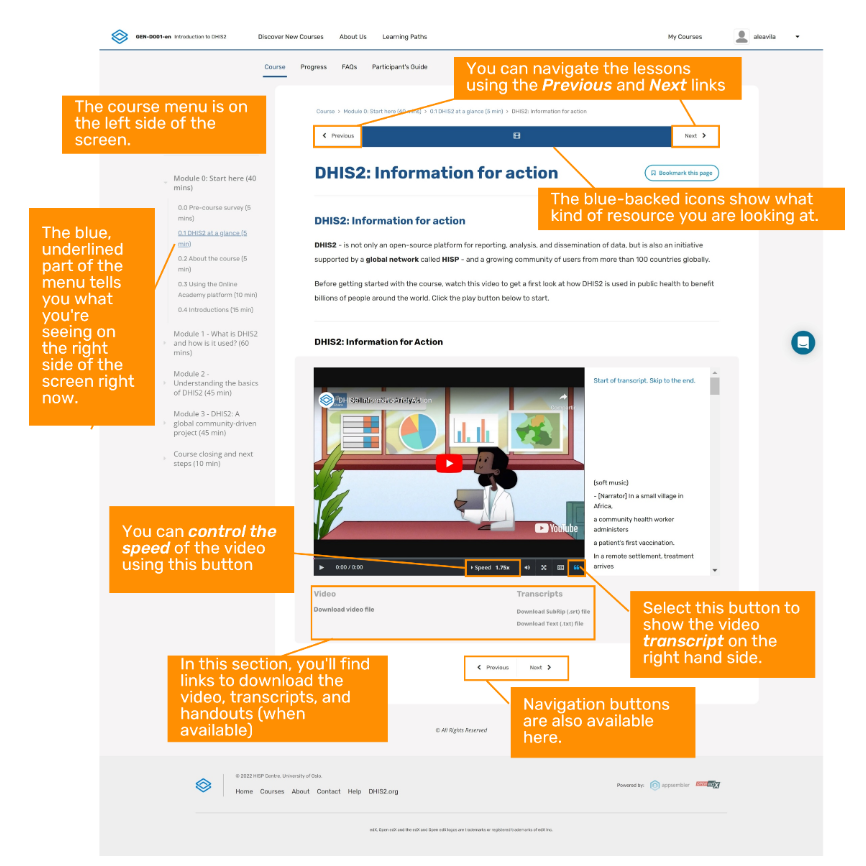 GEN-D001-en Introduction to DHIS2
Discover New Courses
About Us
Learning Paths
My Courses
aleavila
Course
Progress
FAQs
Participant's Guide
You can navigate the lessons
using the Previous and Next links
The course menu is on
the left side of the
screen.
Course > Module 0: Start here (40 mins) > 0.1 DHIS2 at a glance (5 min) > DHIS2: Information for action
Previous
Next
DHIS2: Information for action
Bookmark this page
The blue-backed icons show what
kind of resource you are looking at.
Module 0: Start here (40
mins)
0.0 Pre-course survey (5
mins)
0.1 DHIS2 at a glance (5
min)
0.2 About the course (5
min)
0.3 Using the Online
Academy platform (10 min)
0.4 Introductions (15 min)
Module 1 - What is DHIS2
and how is it used? (60
mins)
Module 2 -
Understanding the basics
of DHIS2 (45 min)
Module 3 - DHIS2: A
global community-driven
project (45 min)
Course closing and next
steps (10 min)
The blue,
underlined
part of the
menu tells
you what
you're
seeing on
the right
side of the
screen right
now.
DHIS2: Information for action
DHIS2 - is not only an open-source platform for reporting, analysis, and dissemination of data, but is also an initiative
supported by a global network called HISP - and a growing community of users from more than 100 countries globally.
Before getting started with the course, watch this video to get a first look at how DHIS2 is used in public health to benefit
billions of people around the world. Click the play button below to start.
DHIS2: Information for Action
Start of transcript. Skip to the end.
(soft music)
- [Narrator] In a small village in
Africa,
a community health worker
administers
a patient's first vaccination.
In a remote settlement, treatment
arrives
YouTube
0:00 / 0:00
Speed 1.75x
You can control the
speed of the video
using this button
Video
Download video file
Transcripts
Download SubRip (.srt) file
Download Text (.txt) file
Select this button to
show the video
transcript on the
right hand side.
In this section, you'll find
links to download the
video, transcripts, and
handouts (when
available)
Previous
Next
Navigation buttons
are also available
here.
© All Rights Reserved
© 2022 HISP Centre, University of Oslo.
Home
Courses
About
Contact
Help
DHIS2.org
Powered by:
appsembler
edX, Open edX and the edX and Open edX logos are trademarks or registered trademarks of edX Inc.